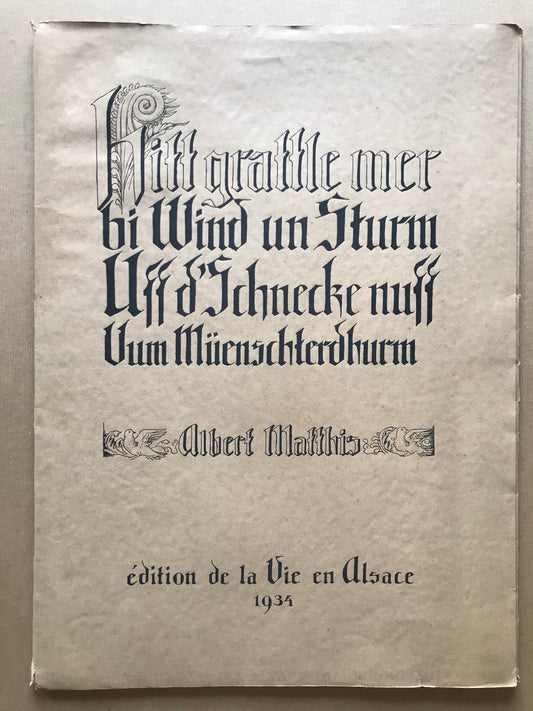 Hitt grattle mer
bi Wind un Sturm
Uff d'Schnecke nuff
Vum Müenschterdhurm
Albert Matthis
édition de la Vie en Alsace
1934